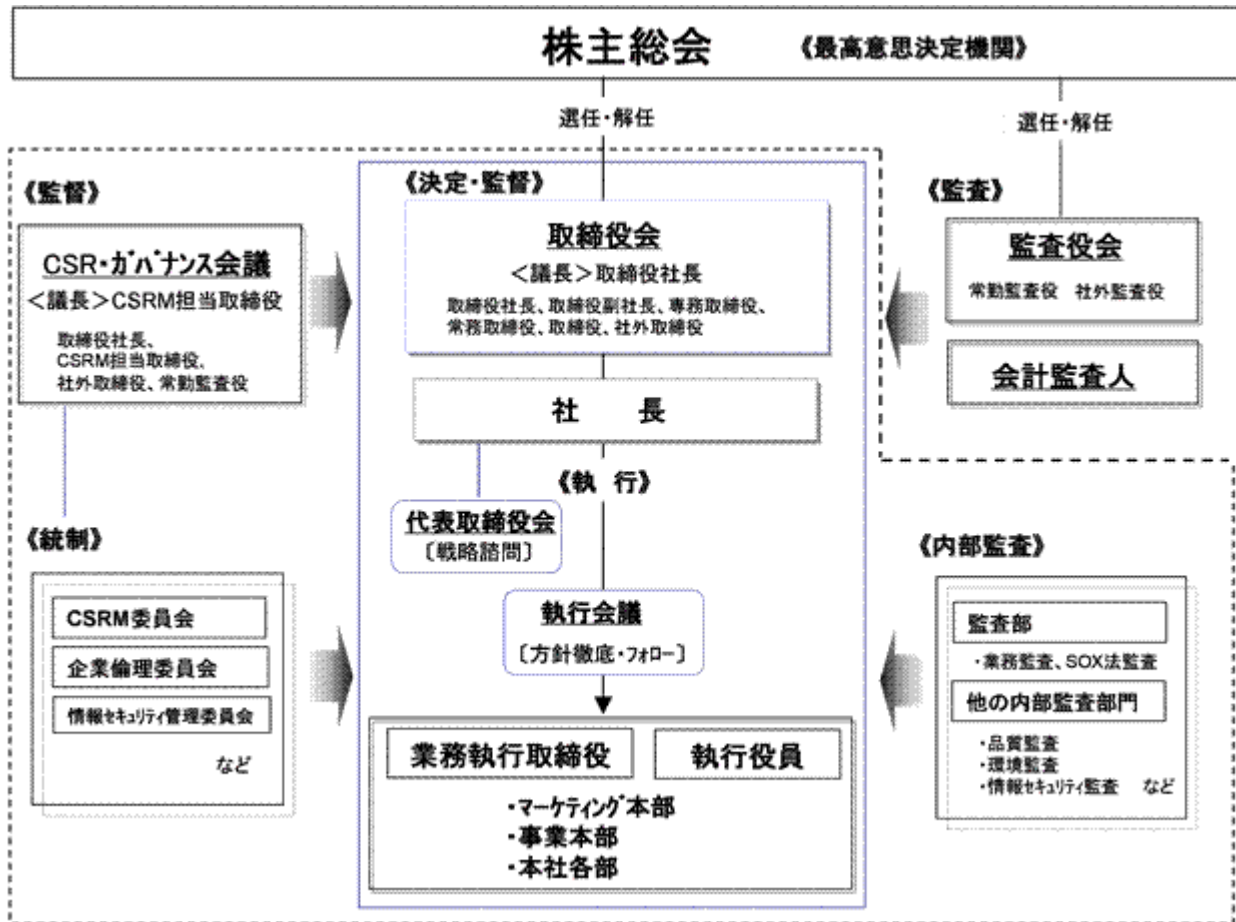 株主総会 《最高意思決定機関》
選任・解任
選任・解任
《監督》
CSR・ガバナンス会議
＜議長＞CSRM担当取締役
取締役社長、
CSRM担当取締役、
社外取締役、常勤監査役
《決定・監督》
取締役会
＜議長＞取締役社長
取締役社長、取締役副社長、専務取締役、
常務取締役、取締役、社外取締役
《監査》
監査役会
常勤監査役 社外監査役
会計監査人
社 長
《執 行》
代表取締役会
〔戦略諮問〕
執行会議
〔方針徹底・フォロー〕
《統制》
CSRM委員会
企業倫理委員会
情報セキュリティ管理委員会
など
業務執行取締役 執行役員
・マーケティング本部
・事業本部
・本社各部
《内部監査》
監査部
・業務監査、SOX法監査
他の内部監査部門
・品質監査
・環境監査
・情報セキュリティ監査 など